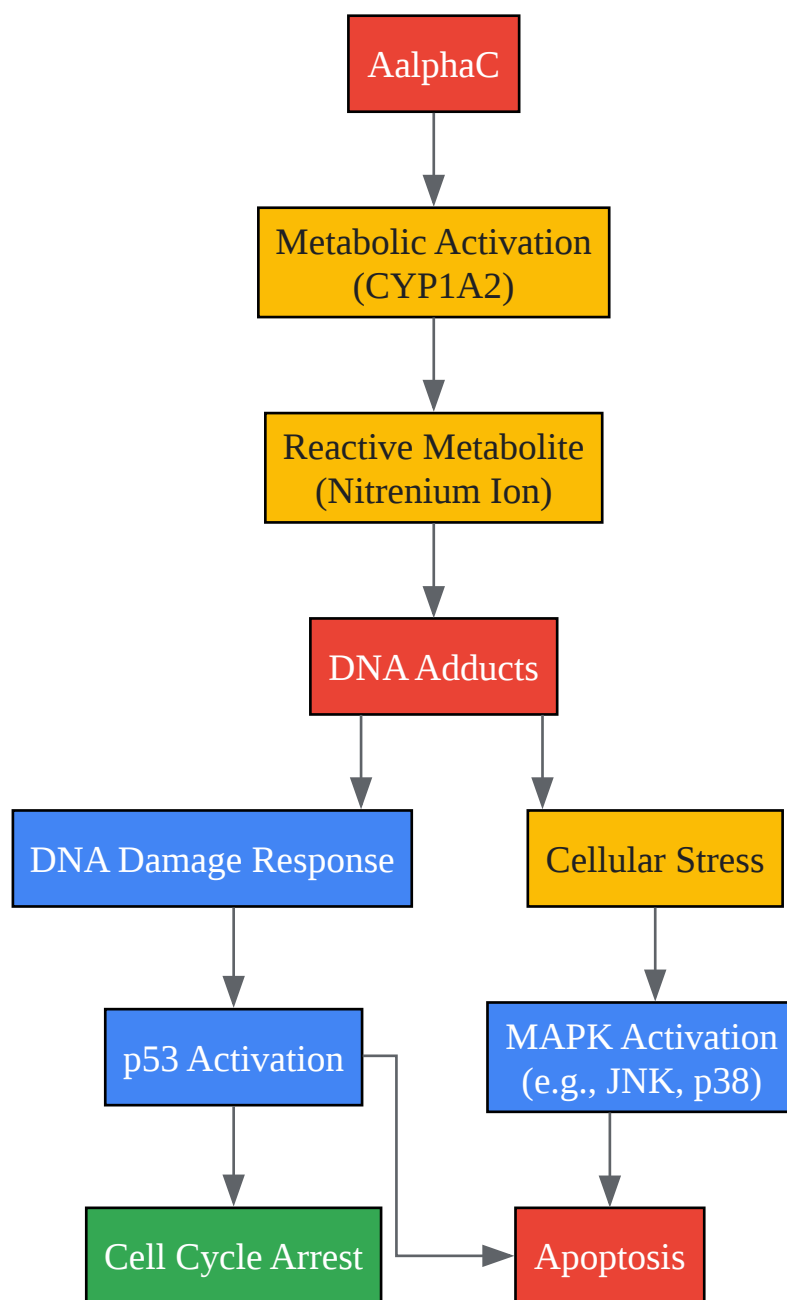 AalphaC
Metabolic Activation
(CYP1A2)
Reactive Metabolite
(Nitrenium Ion)
DNA Adducts
DNA Damage Response
Cellular Stress
p53 Activation
MAPK Activation
(e.g., JNK, p38)
Cell Cycle Arrest
Apoptosis